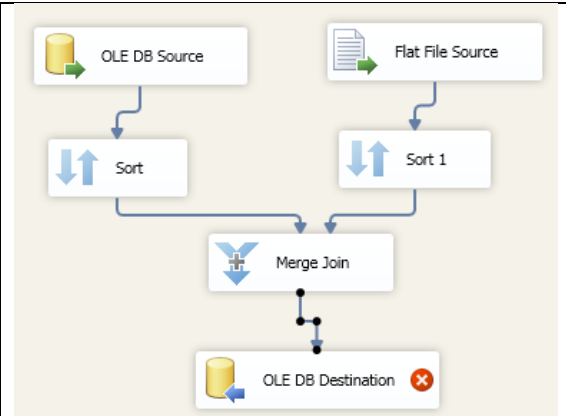 OLE DB Source
Flat File Source
Sort
Sort 1
Merge Join
OLE DB Destination